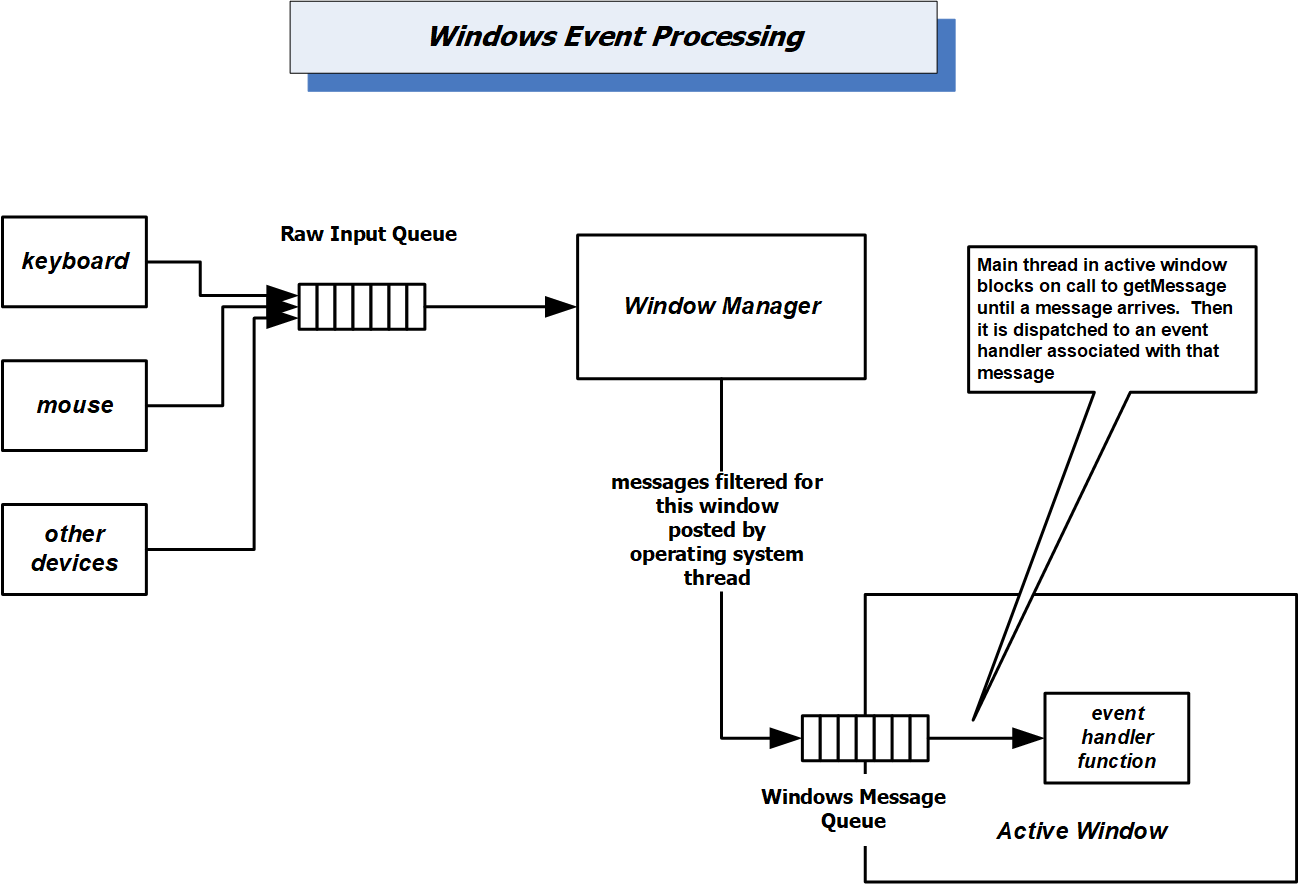 Windows Event Processing
keyboard
mouse
other
devices
Raw Input Queue
Window Manager
Main thread in active window
blocks on call to getMessage
until a message arrives.  Then
it is dispatched to an event
handler associated with that
message
messages filtered for
this window
posted by
operating system
thread
Windows Message
Queue
event
handler
function
Active Window